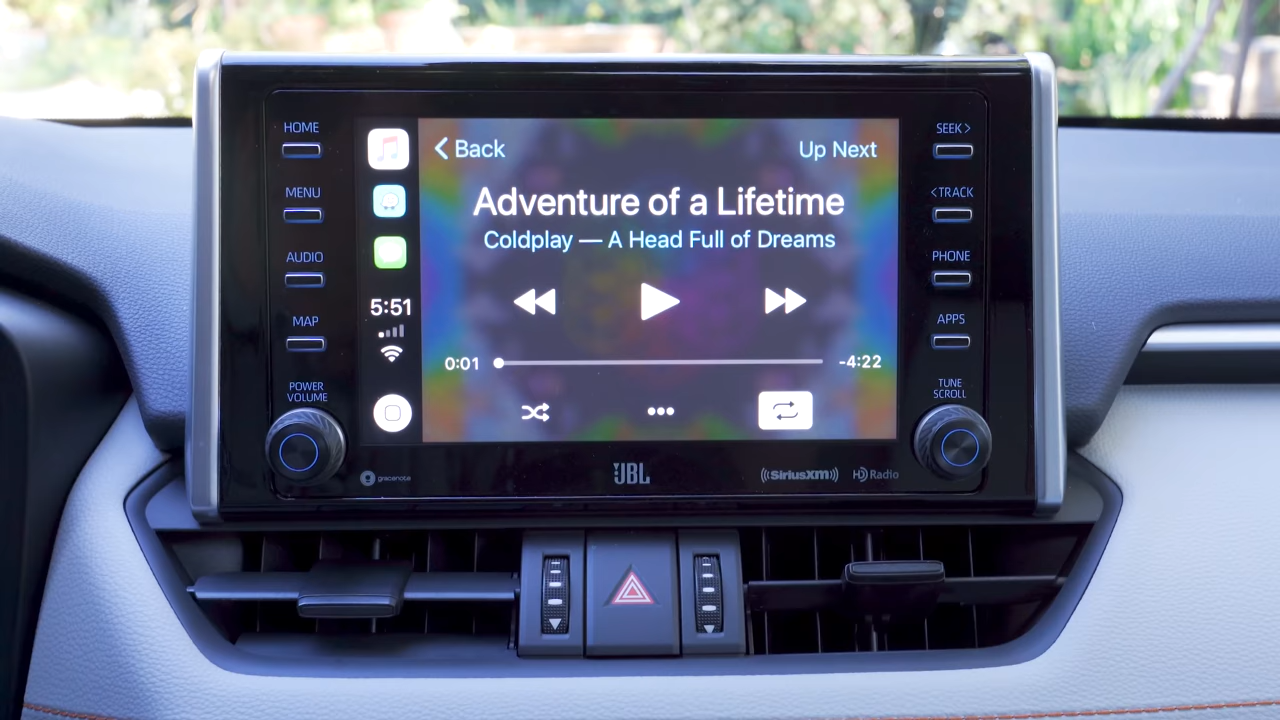 HOME
MENU
AUDIO
MAP
POWER
VOLUME
5:51
Back
Up Next
Adventure of a Lifetime
Coldplay — A Head Full of Dreams
0:01
-4:22
SEEK>
<TRACK
PHONE
APPS
TUNE
SCROLL
gracenote
JBL
((SiriusXM))
HD Radio